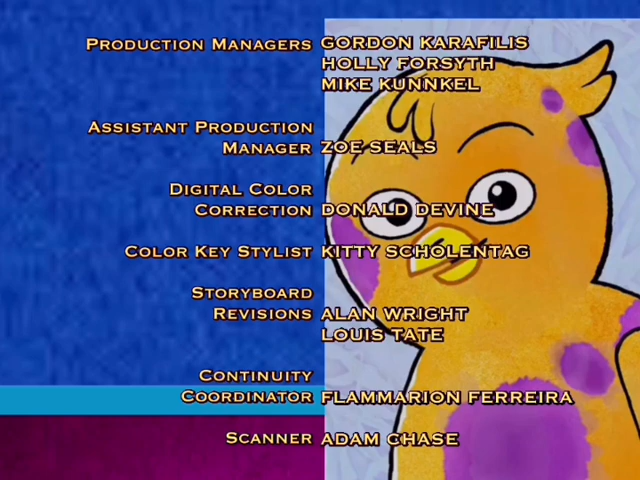 PRODUCTION MANAGERS GORDON KARAFILIS
HOLLY FORSYTH
MIKE KUNNKEL
ASSISTANT PRODUCTION
MANAGER ZOE SEALS
DIGITAL COLOR
CORRECTION DONALD DEVINE
COLOR KEY STYLIST KITTY SCHOLENTAG
STORYBOARD
REVISIONS ALAN WRIGHT
LOUIS TATE
CONTINUITY
COORDINATOR FLAMMARION FERREIRA
SCANNER ADAM CHASE